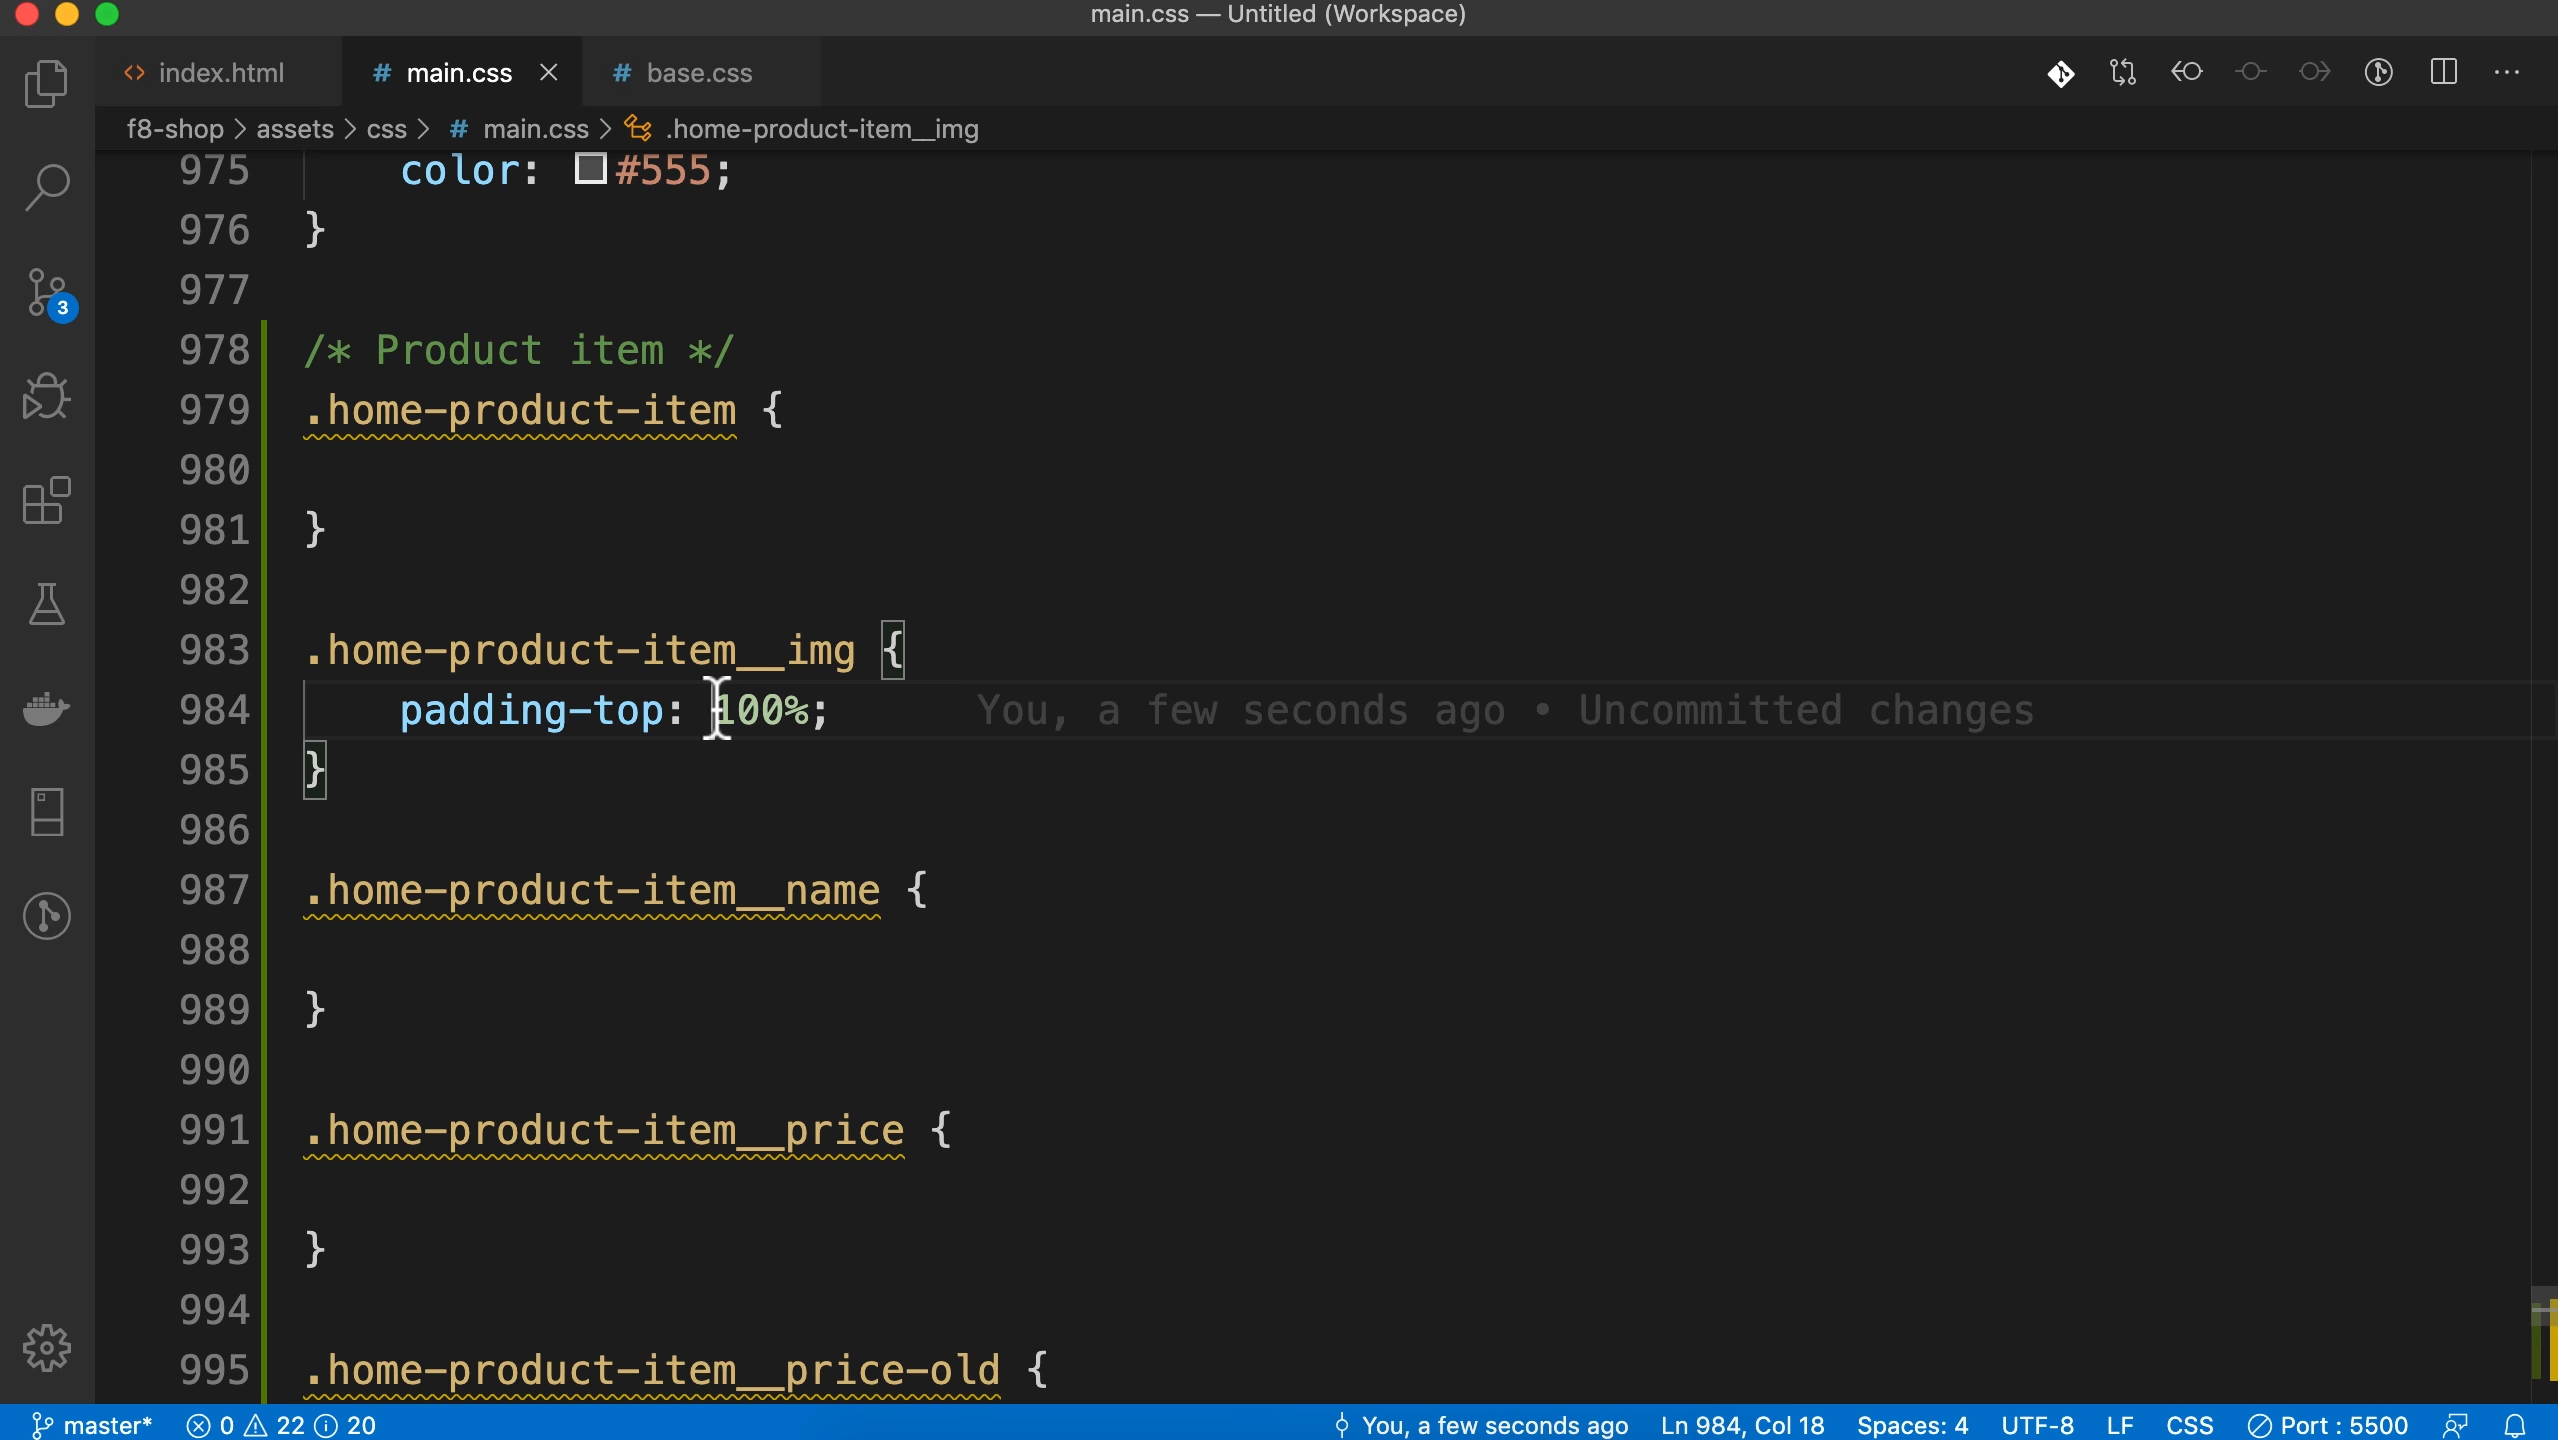 main.css — Untitled (Workspace)
index.html
main.css
base.css
f8-shop > assets > css > # main.css > .home-product-item__img
975 color: #555;
976 }
977
978 /* Product item */
979 .home-product-item {
980
981 }
982
983 .home-product-item__img {
984 padding-top: 100%; You, a few seconds ago • Uncommitted changes
985 }
986
987 .home-product-item__name {
988
989 }
990
991 .home-product-item__price {
992
993 }
994
995 .home-product-item__price-old {
3
master* 0 22 20 You, a few seconds ago Ln 984, Col 18 Spaces: 4 UTF-8 LF CSS Port : 5500